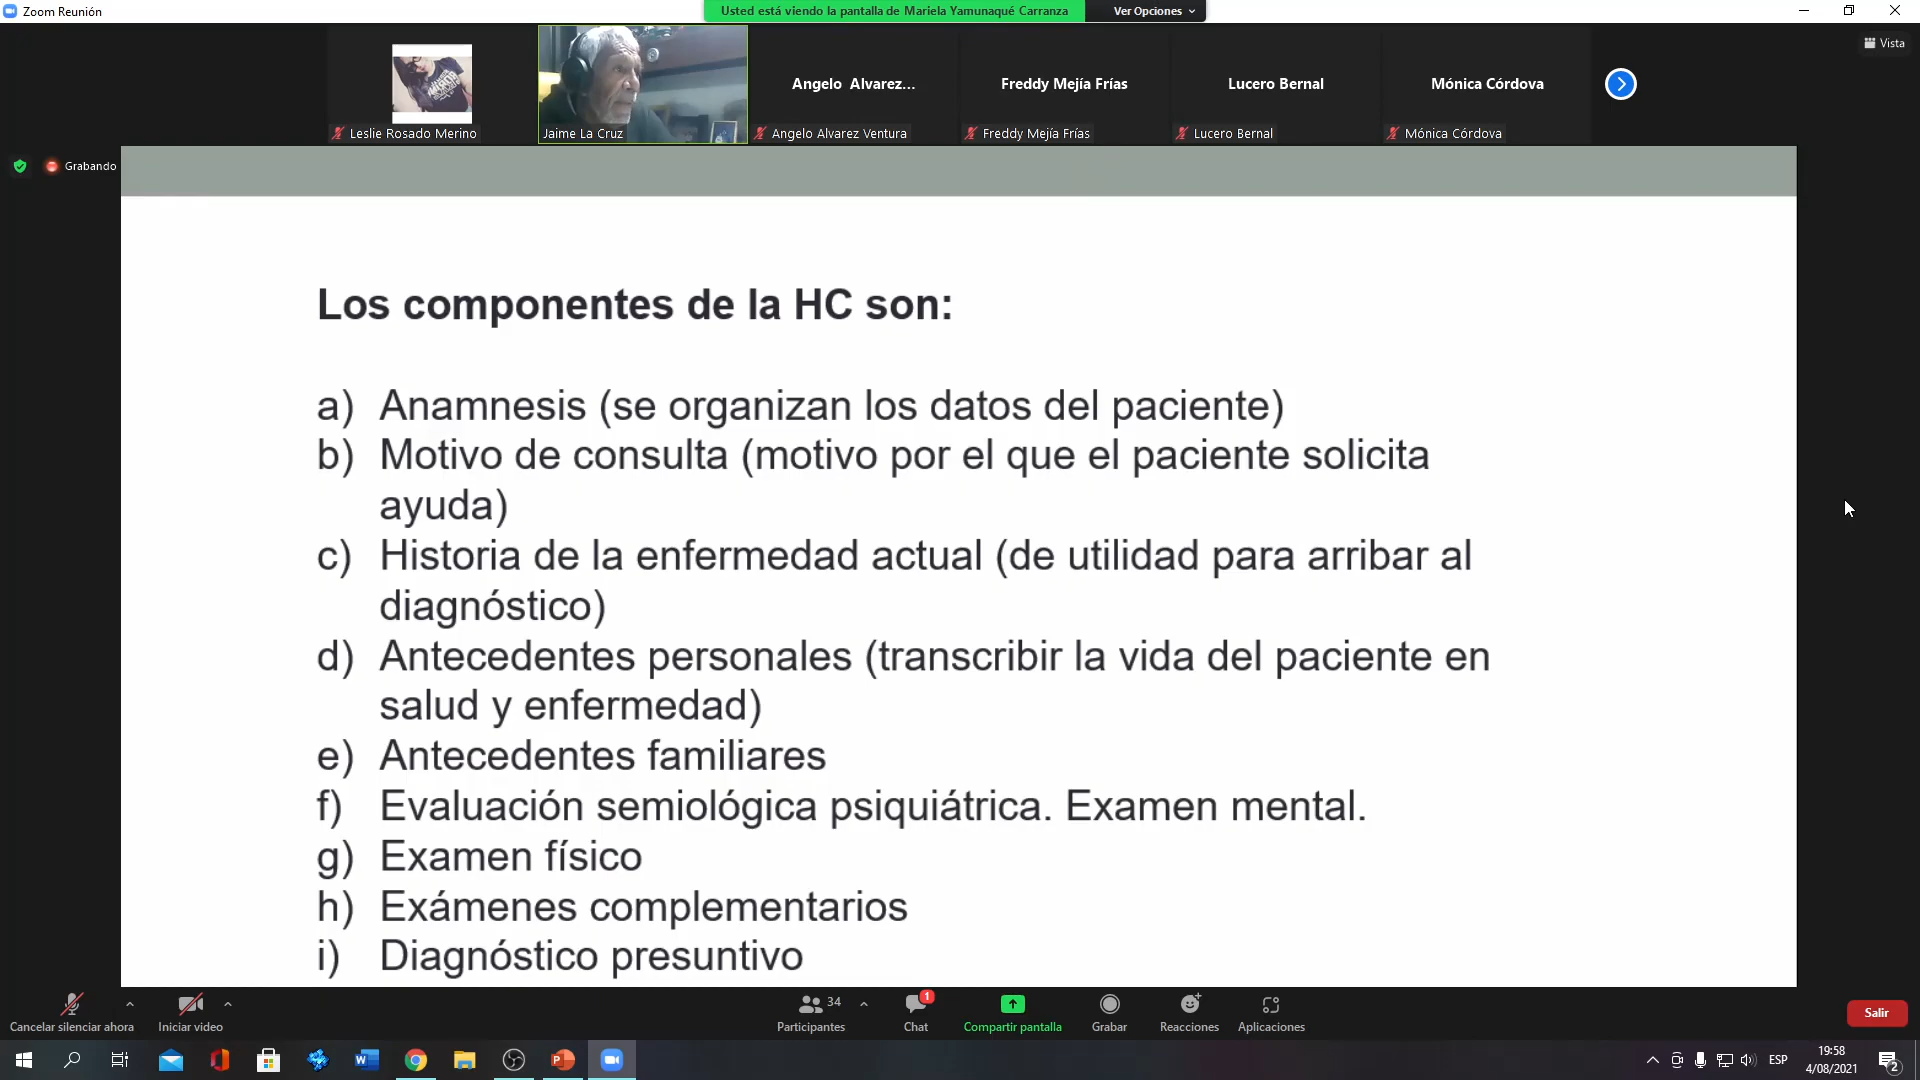 Zoom Reunión
Usted está viendo la pantalla de Mariela Yamunaqué Carranza
Ver Opciones
Vista
Angelo Alvarez...
Freddy Mejía Frías
Lucero Bernal
Mónica Córdova
Leslie Rosado Merino
Jaime La Cruz
Angelo Alvarez Ventura
Freddy Mejía Frías
Lucero Bernal
Mónica Córdova
Grabando
Los componentes de la HC son:
a) Anamnesis (se organizan los datos del paciente)
b) Motivo de consulta (motivo por el que el paciente solicita
ayuda)
c) Historia de la enfermedad actual (de utilidad para arribar al
diagnóstico)
d) Antecedentes personales (transcribir la vida del paciente en
salud y enfermedad)
e) Antecedentes familiares
f) Evaluación semiológica psiquiátrica. Examen mental.
g) Examen físico
h) Exámenes complementarios
i) Diagnóstico presuntivo
Cancelar silenciar ahora
Iniciar video
34
Participantes
1
Chat
Compartir pantalla
Grabar
Reacciones
Aplicaciones
Salir
ESP
19:58
4/08/2021
2